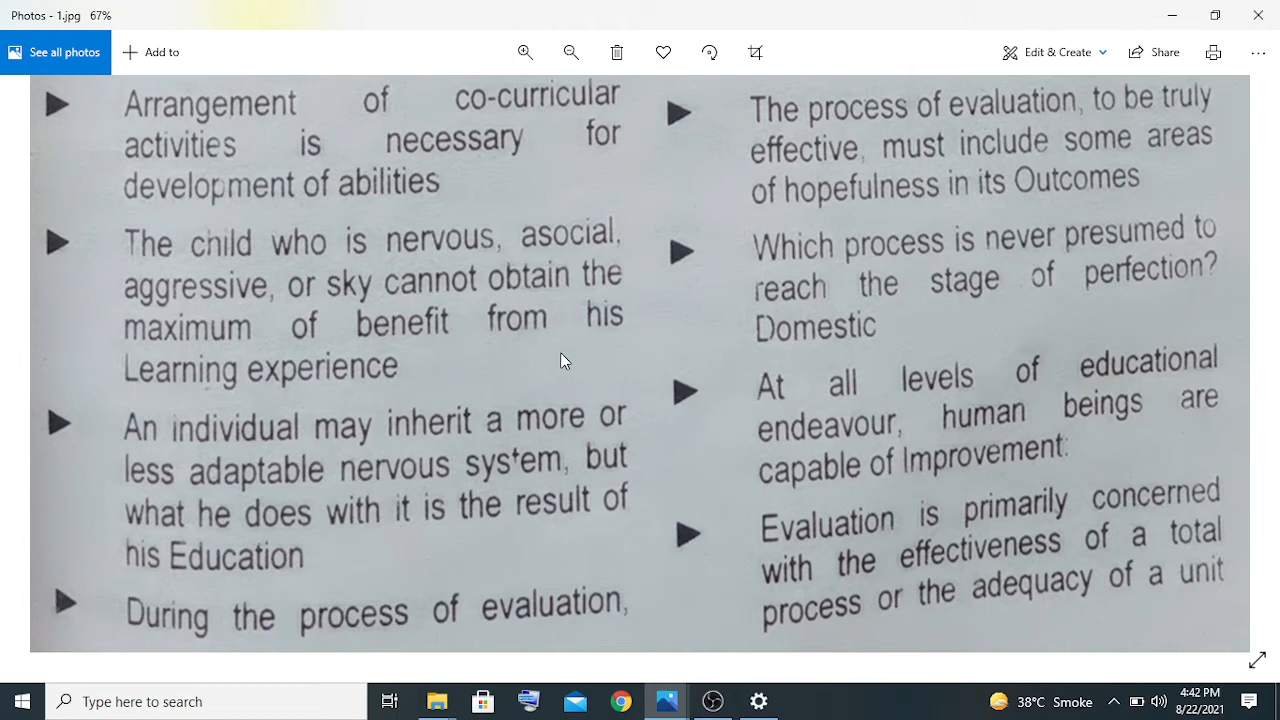 Photos - 1.jpg 67%
See all photos
Add to
Edit & Create
Share
Arrangement of co-curricular
activities is necessary for
development of abilities
The child who is nervous, asocial,
aggressive, or sky cannot obtain the
maximum of benefit from his
Learning experience
An individual may inherit a more or
less adaptable nervous system, but
what he does with it is the result of
his Education
During the process of evaluation,
The process of evaluation, to be truly
effective, must include some areas
of hopefulness in its Outcomes
Which process is never presumed to
reach the stage of perfection?
Domestic
At all levels of educational
endeavour, human beings are
capable of Improvement.
Evaluation is primarily concerned
with the effectiveness of a total
process or the adequacy of a unit
Type here to search
38°C Smoke
4:42 PM
8/22/2021